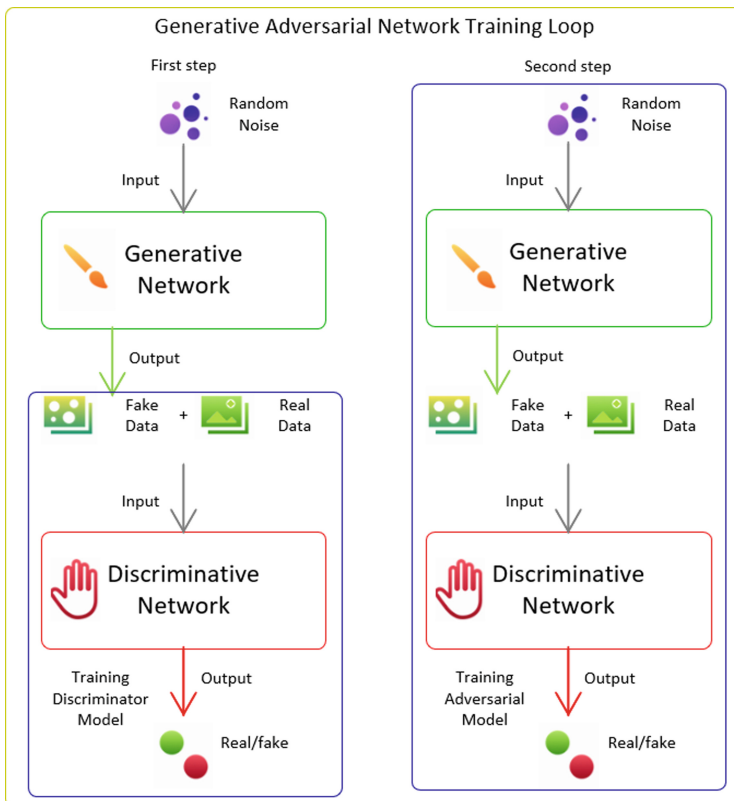 Generative Adversarial Network Training Loop
First step
Random
Noise
Input
Generative
Network
Output
Fake
Data
+
Real
Data
Input
Discriminative
Network
Training
Discriminator
Model
Output
Real/fake
Second step
Random
Noise
Input
Generative
Network
Output
Fake
Data
+
Real
Data
Input
Discriminative
Network
Training
Adversarial
Model
Output
Real/fake